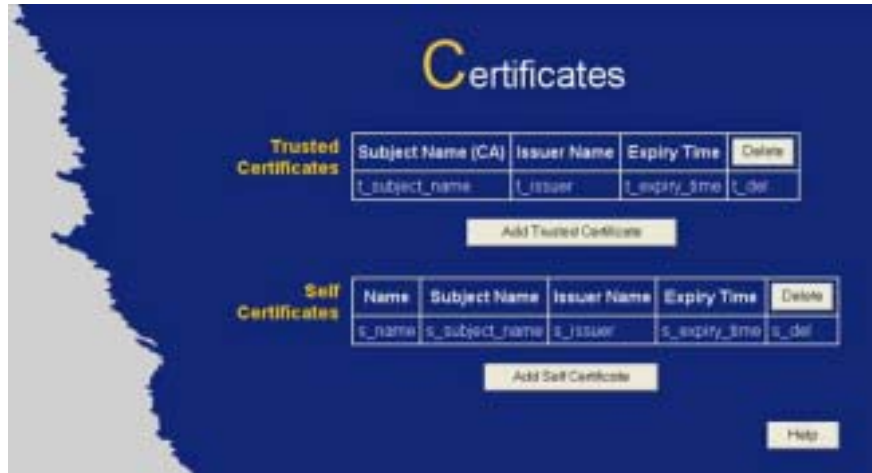 Certificates
Trusted
Certificates
Subject Name (CA) Issuer Name Expiry Time Delete
t_subject_name t_issuer t_expiry_time t_del
Add Trusted Certificate
Self
Certificates
Name Subject Name Issuer Name Expiry Time Delete
s_name s_subject_name s_issuer s_expiry_time s_del
Add Self Certificate
Help